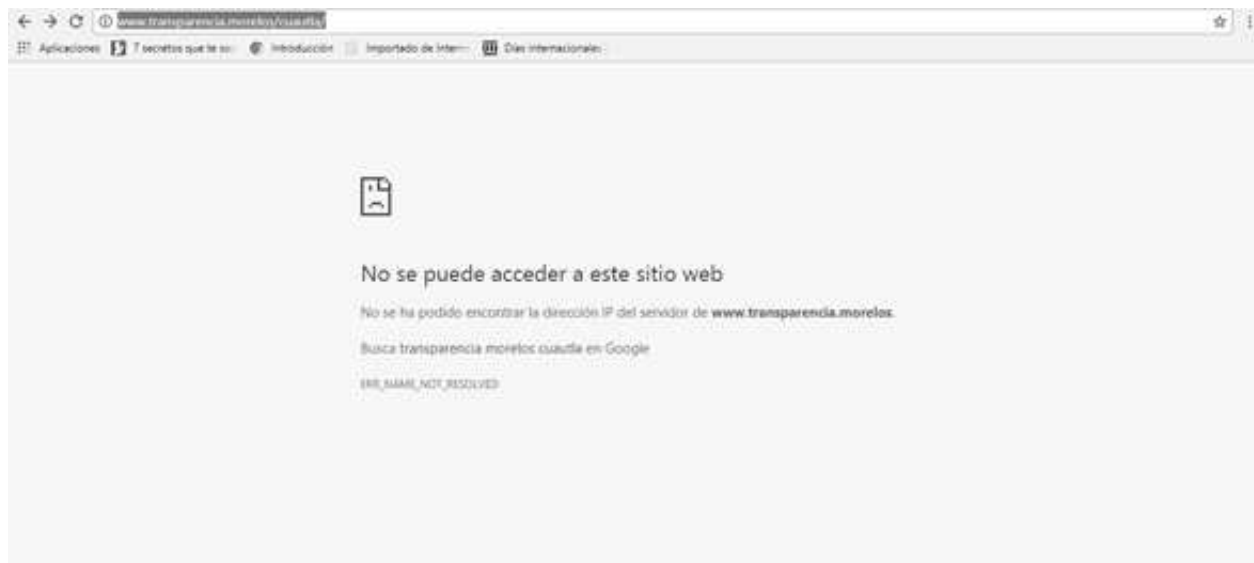 www.transparencia.morelos/cuautla/
Aplicaciones 7 secretos que te so Introducción Importado de Inter Días internacionales
No se puede acceder a este sitio web
No se ha podido encontrar la dirección IP del servidor de www.transparencia.morelos.
Busca transparencia morelos cuautla en Google
ERR_NAME_NOT_RESOLVED